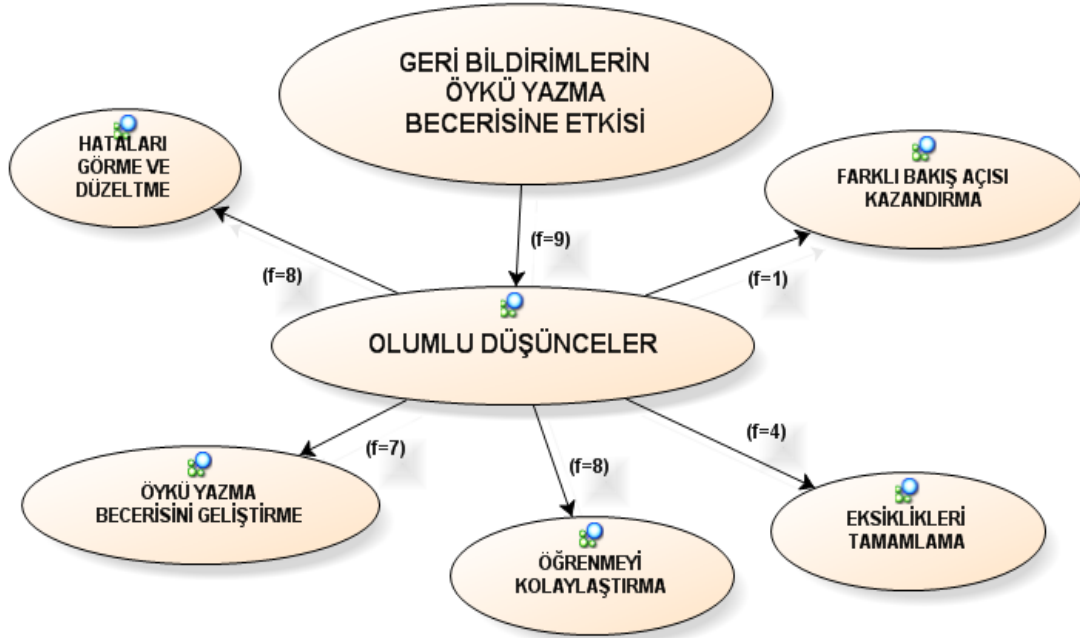 GERİ BİLDİRİMLERİN
ÖYKÜ YAZMA
BECERİSİNE ETKİSİ
HATALARI
GÖRME VE
DÜZELTME
FARKLI BAKIŞ AÇISI
KAZANDIRMA
(f=9)
(f=8)
(f=1)
OLUMLU DÜŞÜNCELER
(f=7)
(f=8)
(f=4)
ÖYKÜ YAZMA
BECERİSİNİ GELİŞTİRME
ÖĞRENMEYİ
KOLAYLAŞTIRMA
EKSİKLİKLERİ
TAMAMLAMA